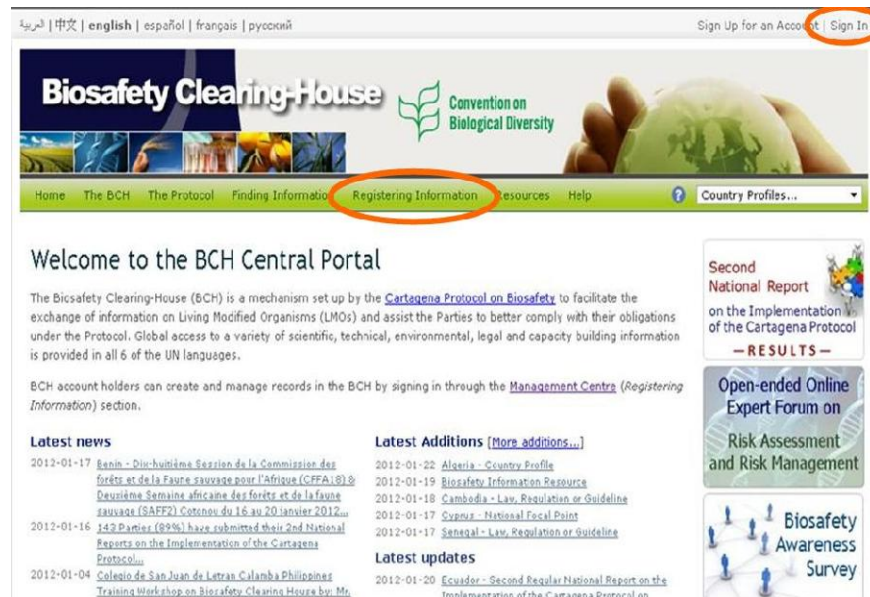 العربية | 中文 | english | español | français | русский
Sign Up for an Account | Sign In
Biosafety Clearing-House
Convention on
Biological Diversity
Home The BCH The Protocol Finding Information Registering Information Resources Help ? Country Profiles...
Welcome to the BCH Central Portal
The Biosafety Clearing-House (BCH) is a mechanism set up by the Cartagena Protocol on Biosafety to facilitate the
exchange of information on Living Modified Organisms (LMOs) and assist the Parties to better comply with their obligations
under the Protocol. Global access to a variety of scientific, technical, environmental, legal and capacity building information
is provided in all 6 of the UN languages.
BCH account holders can create and manage records in the BCH by signing in through the Management Centre (Registering
Information) section.
Latest news
2012-01-17 Benin - Dix-huitième Session de la Commission des
forêts et de la Faune sauvage pour l'Afrique (CFFA18) &
Deuxième Semaine africaine des forêts et de la faune
sauvage (SAFF2) Cotonou du 16 au 20 janvier 2012...
2012-01-16 143 Parties (89%) have submitted their 2nd National
Reports on the Implementation of the Cartagena
Protocol...
2012-01-04 Colegio de San Juan de Letran Calamba Philippines
Training Workshop on Biosafety Clearing House by: Mr.
Latest Additions [More additions...]
2012-01-22 Algeria - Country Profile
2012-01-19 Biosafety Information Resource
2012-01-18 Cambodia - Law, Regulation or Guideline
2012-01-17 Cyprus - National Focal Point
2012-01-17 Senegal - Law, Regulation or Guideline
Latest updates
2012-01-20 Ecuador - Second Regular National Report on the
Implementation of the Cartagena Protocol on
Second
National Report
on the Implementation
of the Cartagena Protocol
— RESULTS —
Open-ended Online
Expert Forum on
Risk Assessment
and Risk Management
Biosafety
Awareness
Survey